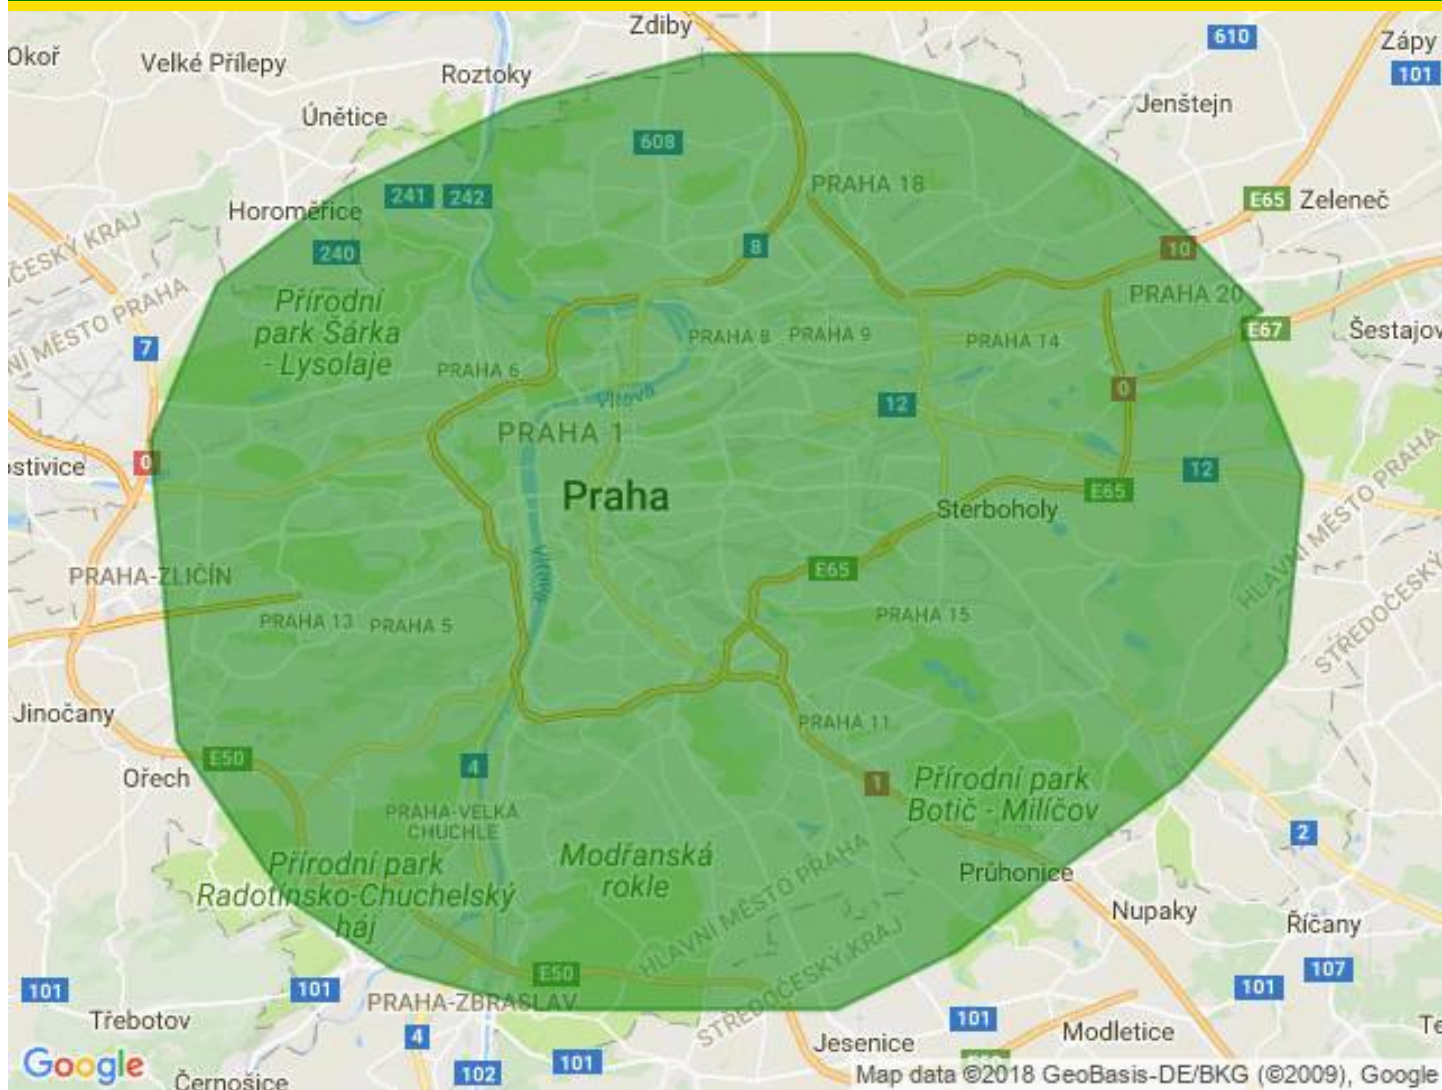 Zdiby
610
Okoř
Velké Přílepy
Zápy
Roztoky
101
Únětice
Jenštejn
608
PRAHA 18
241
242
E65
Zeleneč
Horoměřice
240
8
10
ČESKÝ KRAJ
NÍ MĚSTO PRAHA
Přírodní
park Šárka
- Lysolaje
PRAHA 20
E67
Šestajov
7
PRAHA 8
PRAHA 9
PRAHA 14
PRAHA 6
0
Vltava
12
PRAHA 1
0
ostivice
12
Praha
E65
Sterboholy
HLAVNÍ MĚSTO PRAHA
STŘEDOČESKÝ
Vltava
E65
PRAHA-ZLIČÍN
PRAHA 13
PRAHA 5
PRAHA 15
Jinočany
PRAHA 11
E50
4
Ořech
1
Přírodní park
Botič - Milíčov
PRAHA-VELKÁ
CHUCHLE
2
Přírodní park
Radotínsko-Chuchelský
háj
Modřanská
rokle
Průhonice
HLAVNÍ MĚSTO PRAHA
STŘEDOČESKÝ KRAJ
Nupaky
Říčany
E50
107
101
101
101
PRAHA-ZBRASLAV
Třebotov
4
101
Modletice
Te
Jesenice
Google
Černošice
102
101
Map data ©2018 GeoBasis-DE/BKG (©2009), Google